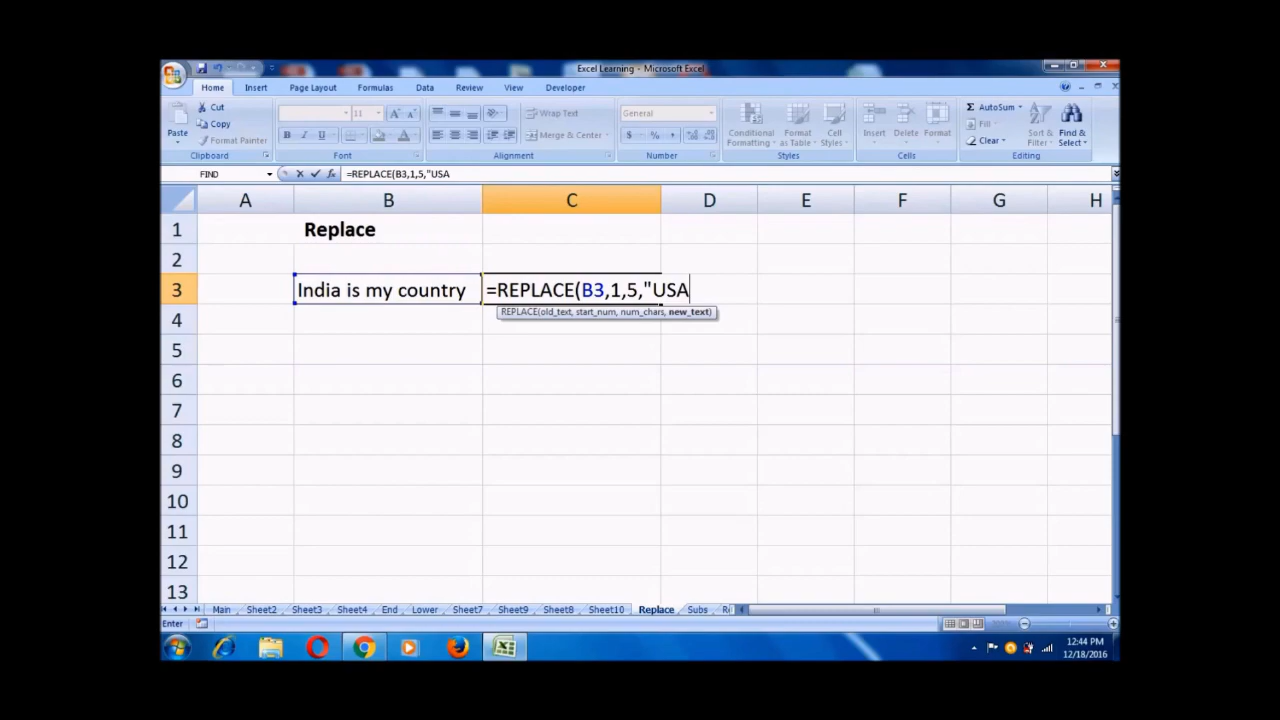 Excel Learning - Microsoft Excel
Home Insert Page Layout Formulas Data Review View Developer
Paste Cut Copy Format Painter
11 B I U A
Wrap Text Merge & Center
General $ % ,
Conditional Formatting Format as Table Cell Styles
Insert Delete Format
AutoSum Fill Clear Sort & Filter Find & Select
Clipboard Font Alignment Number Styles Cells Editing
FIND =REPLACE(B3,1,5,"USA
A B C D E F G H
1 Replace
2
3 India is my country =REPLACE(B3,1,5,"USA
REPLACE(old_text, start_num, num_chars, new_text)
4
5
6
7
8
9
10
11
12
13
Main Sheet2 Sheet3 Sheet4 End Lower Sheet7 Sheet9 Sheet8 Sheet10 Replace Subs
Enter
12:44 PM
12/18/2016